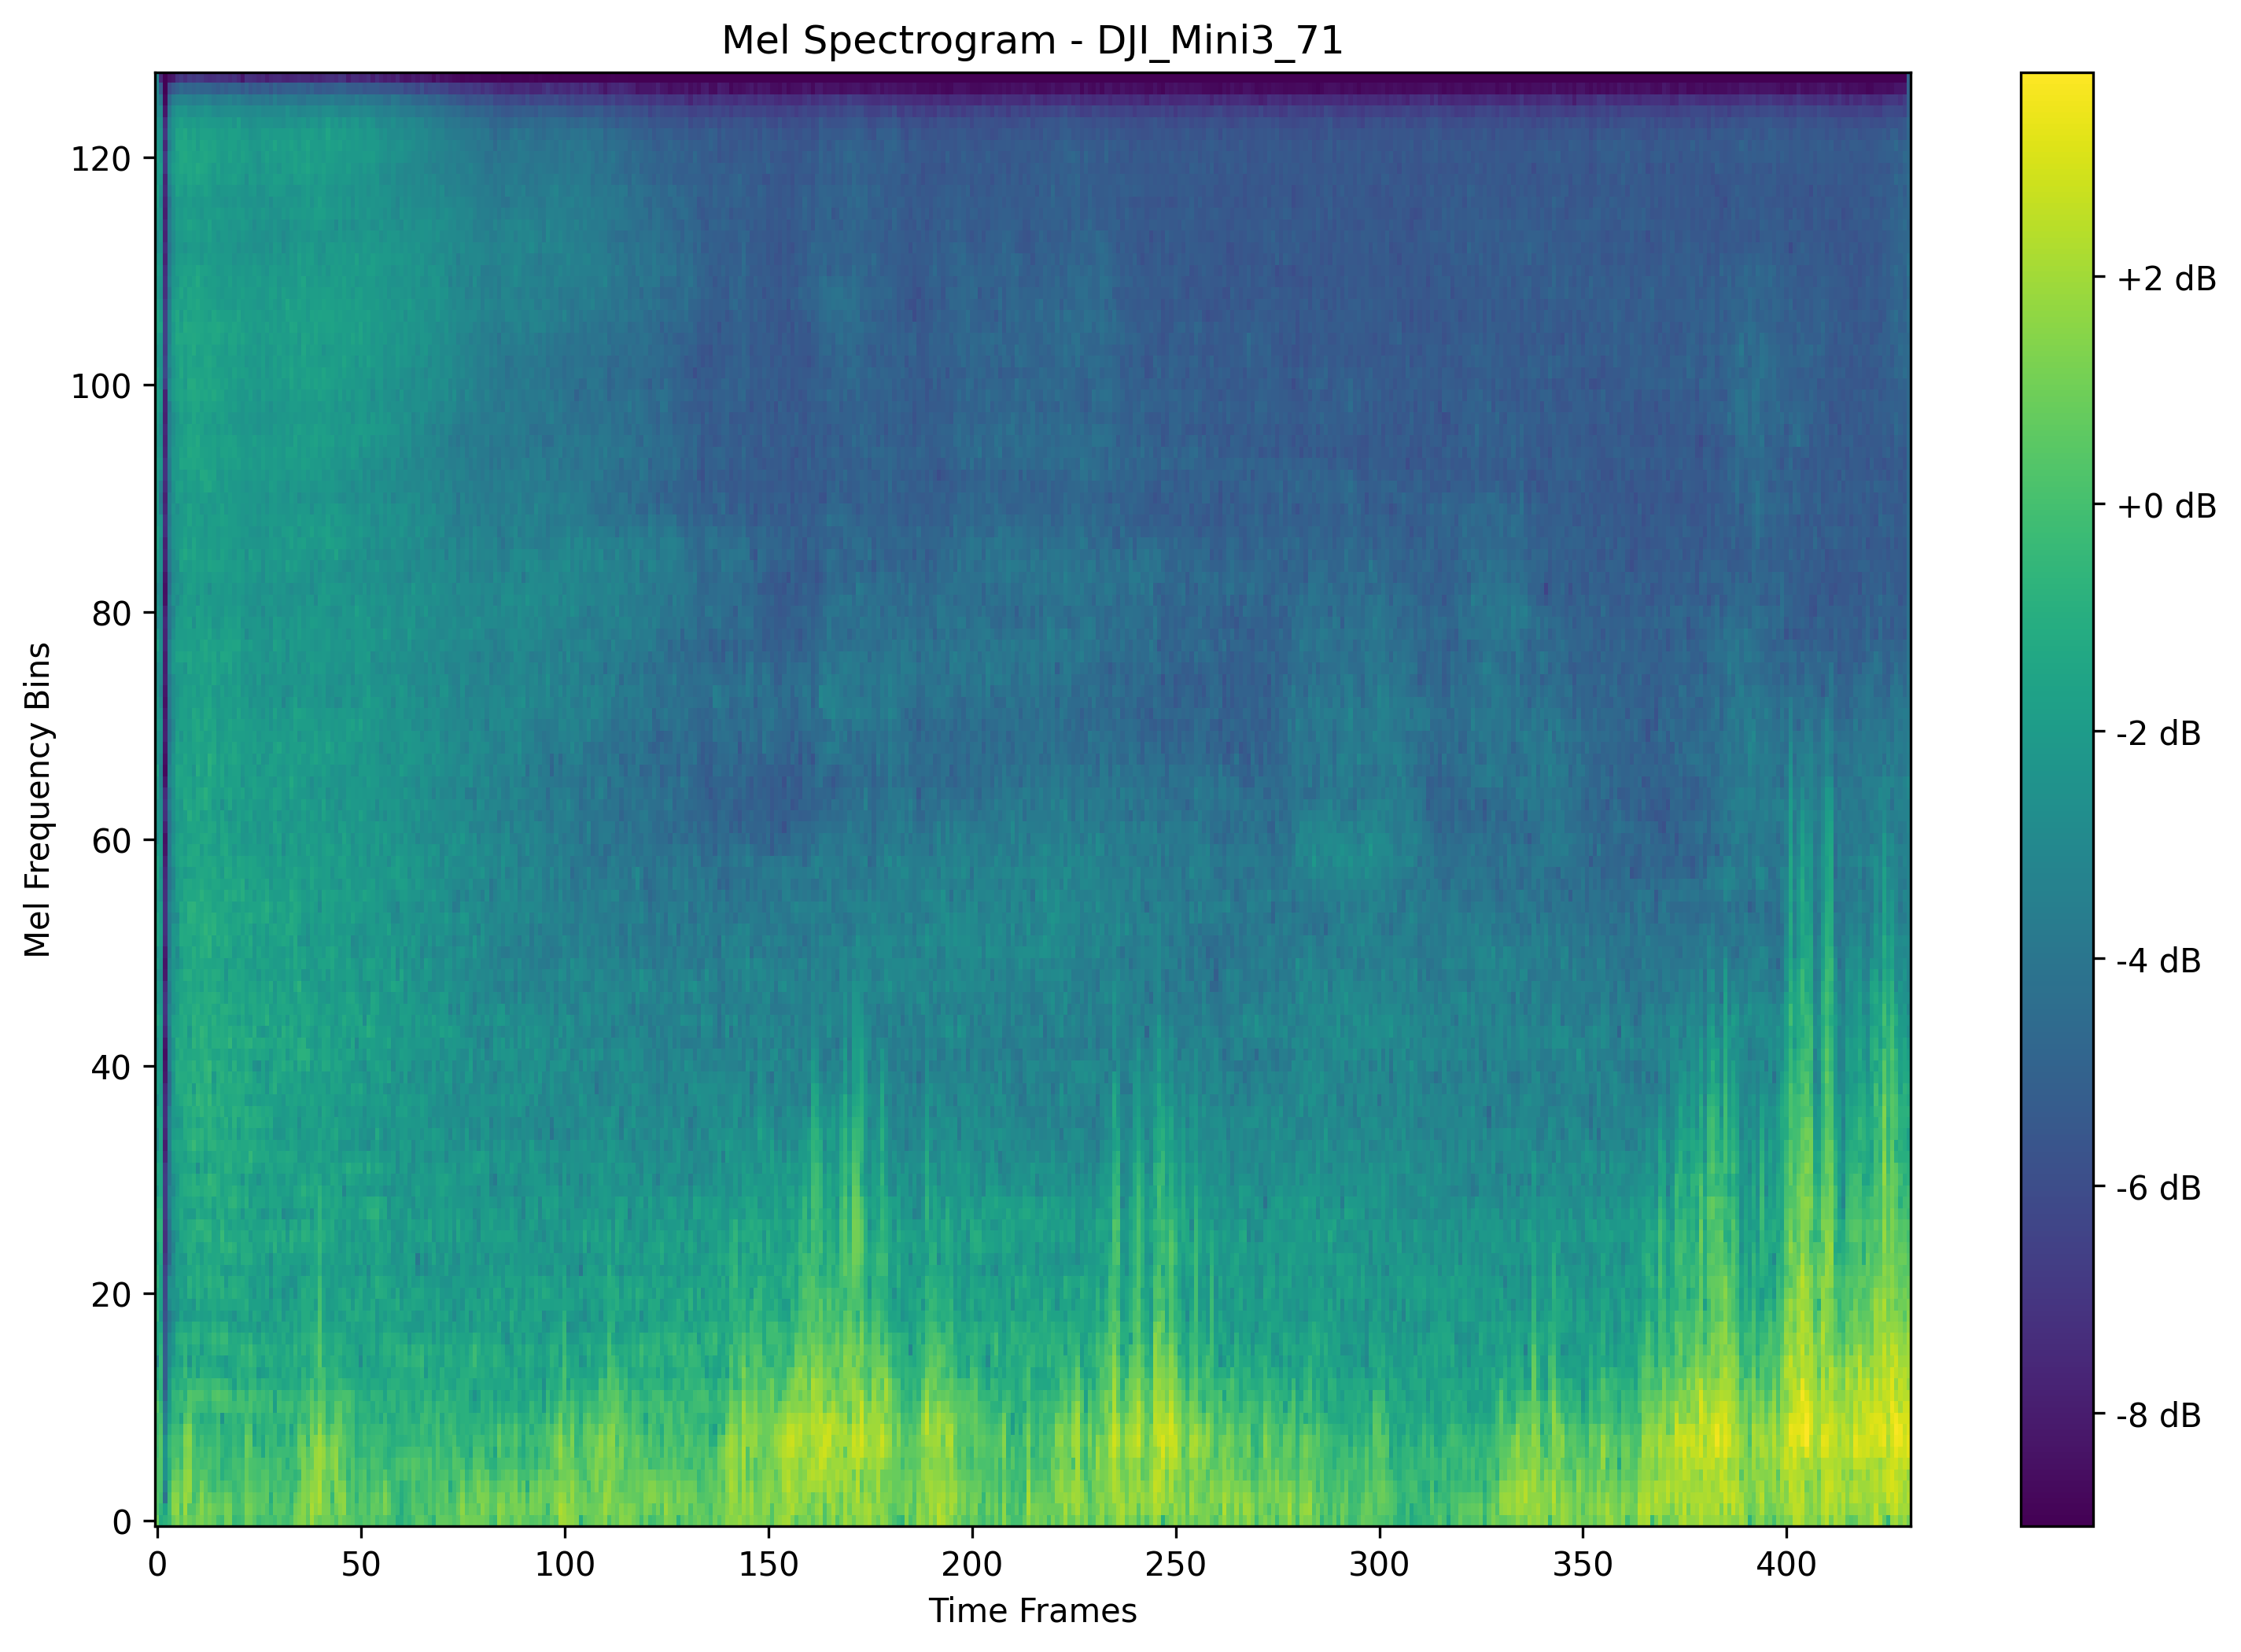 Mel Spectrogram - DJI_Mini3_71
Mel Frequency Bins
120
100
80
60
40
20
0
0 50 100 150 200 250 300 350 400
Time Frames
+2 dB
+0 dB
-2 dB
-4 dB
-6 dB
-8 dB